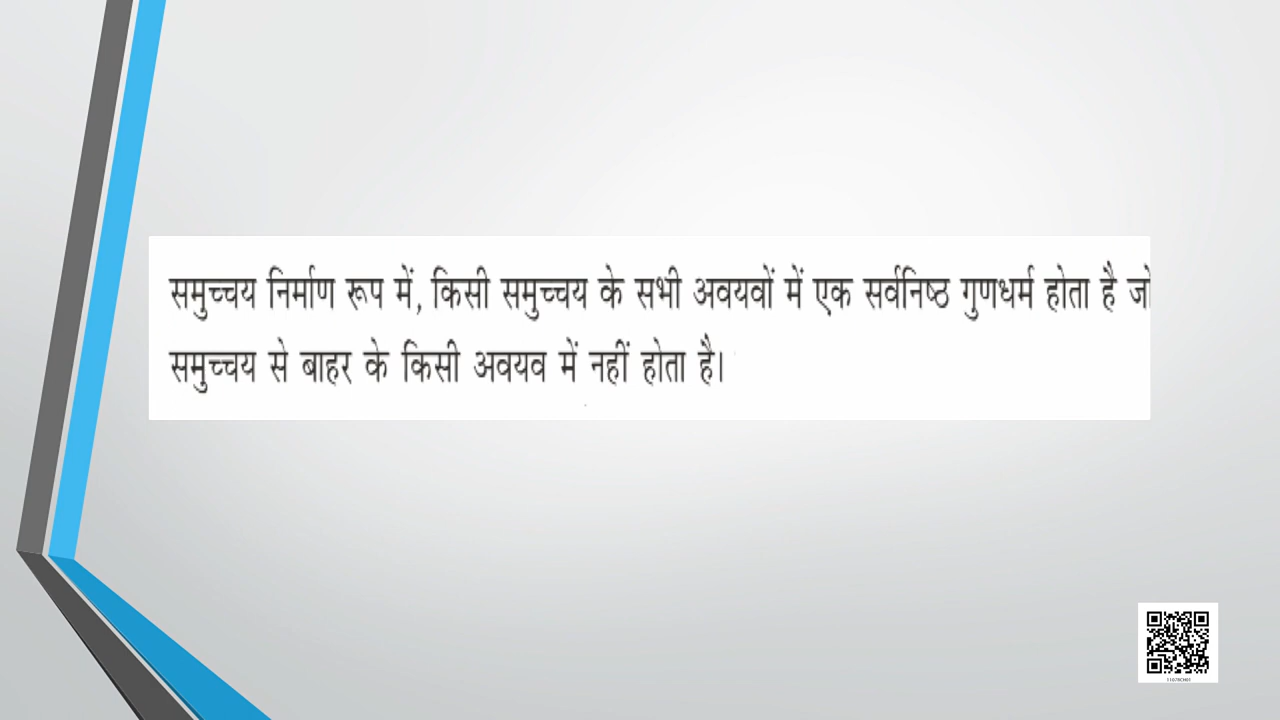 समुच्चय निर्माण रूप में, किसी समुच्चय के सभी अवयवों में एक सर्वनिष्ठ गुणधर्म होता है जो
समुच्चय से बाहर के किसी अवयव में नहीं होता है।